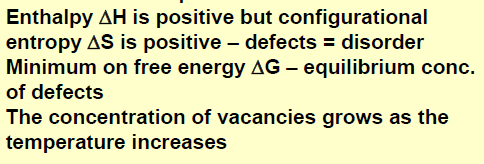 Enthalpy ΔH is positive but configurational
entropy ΔS is positive – defects = disorder
Minimum on free energy ΔG – equilibrium conc.
of defects
The concentration of vacancies grows as the
temperature increases